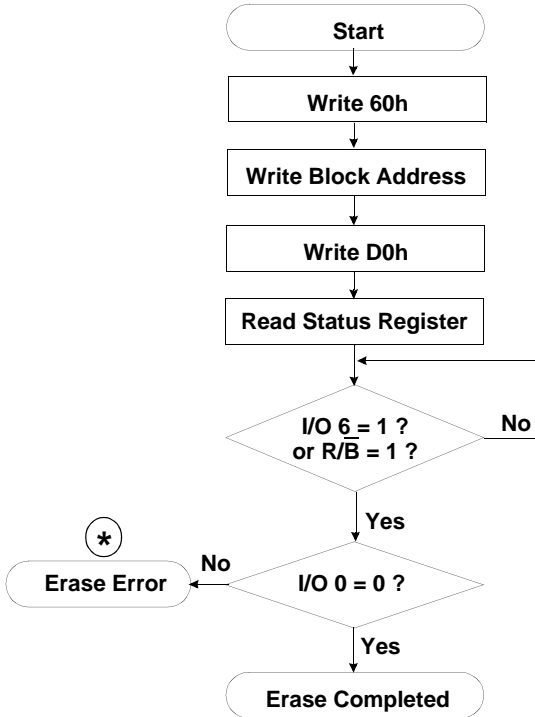 Start
Write 60h
Write Block Address
Write D0h
Read Status Register
I/O 6 = 1 ?
or R/B̅ = 1 ?
No
Yes
*
No
Erase Error
I/O 0 = 0 ?
Yes
Erase Completed